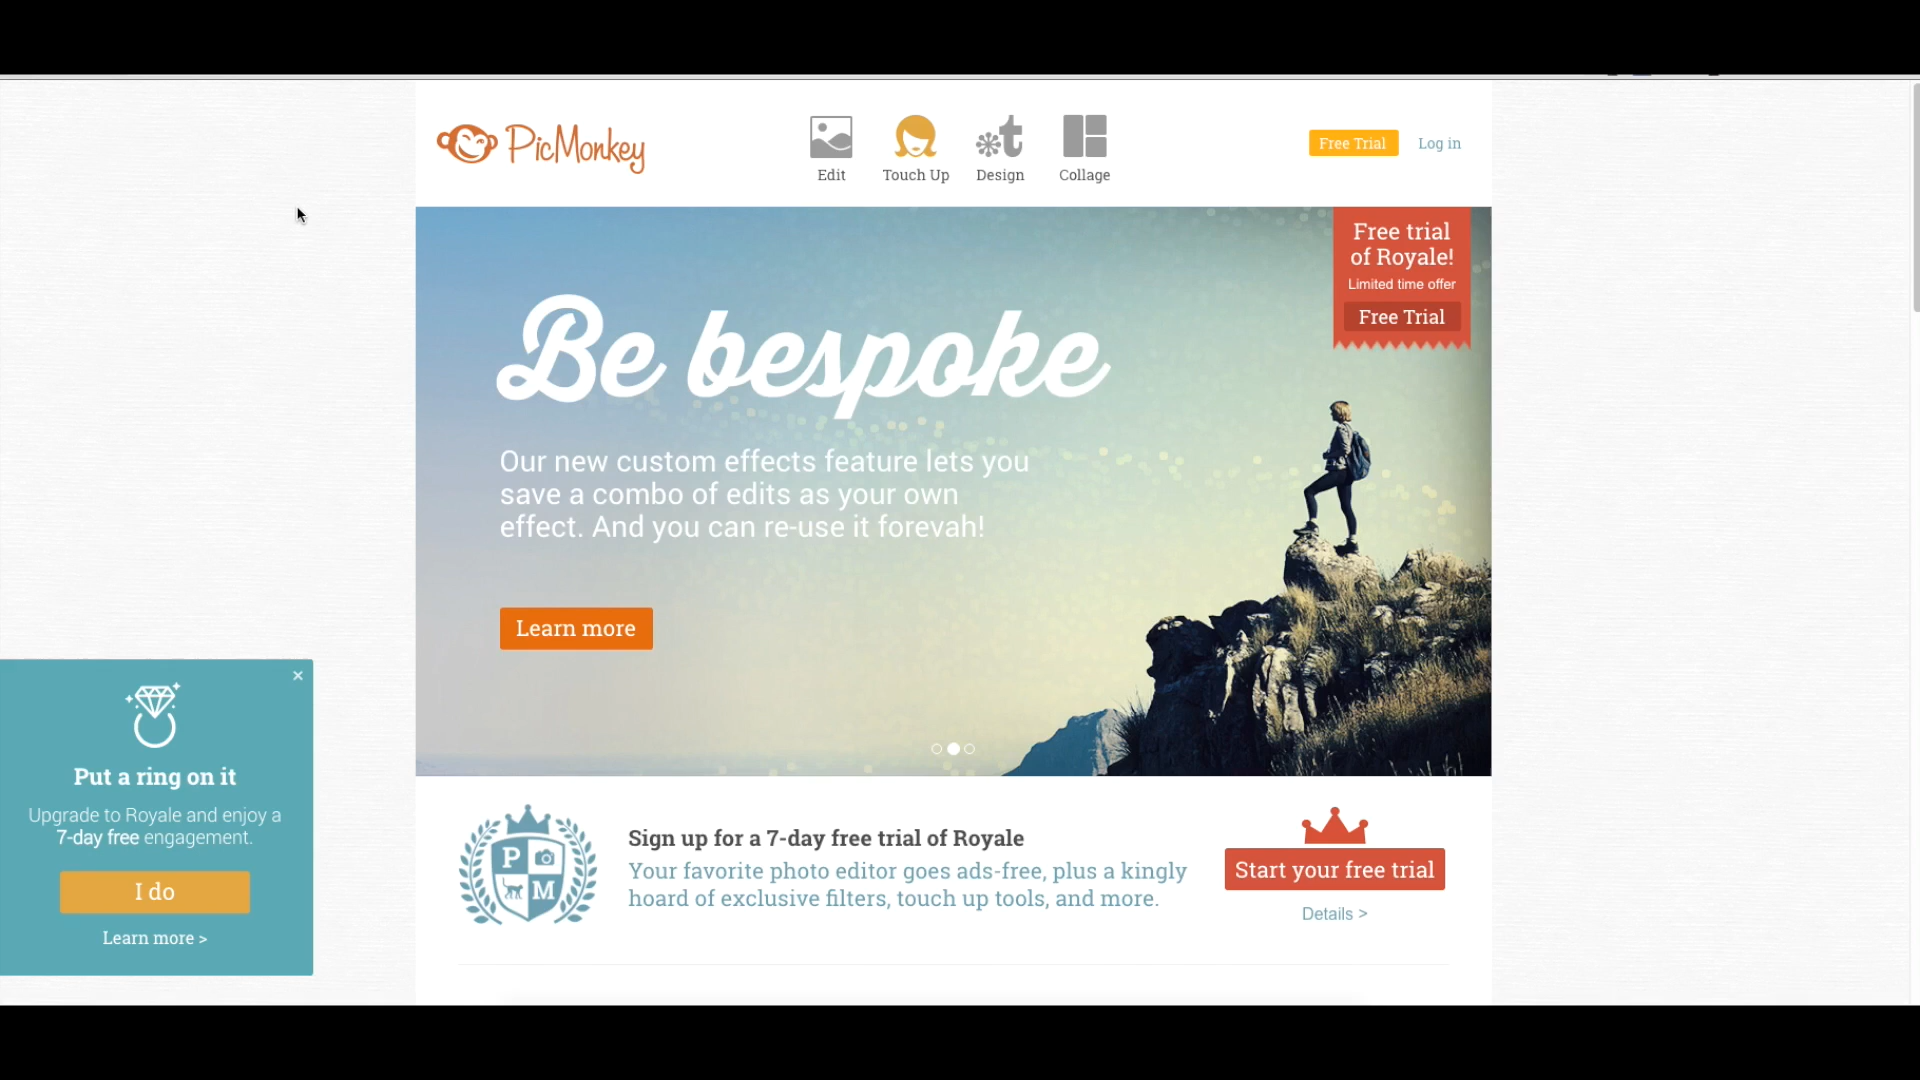 PicMonkey
Edit
Touch Up
Design
Collage
Free Trial
Log in
Free trial
of Royale!
Limited time offer
Free Trial
Be bespoke
Our new custom effects feature lets you
save a combo of edits as your own
effect. And you can re-use it forevah!
Learn more
Put a ring on it
Upgrade to Royale and enjoy a
7-day free engagement.
I do
Learn more >
P
M
Sign up for a 7-day free trial of Royale
Your favorite photo editor goes ads-free, plus a kingly
hoard of exclusive filters, touch up tools, and more.
Start your free trial
Details >